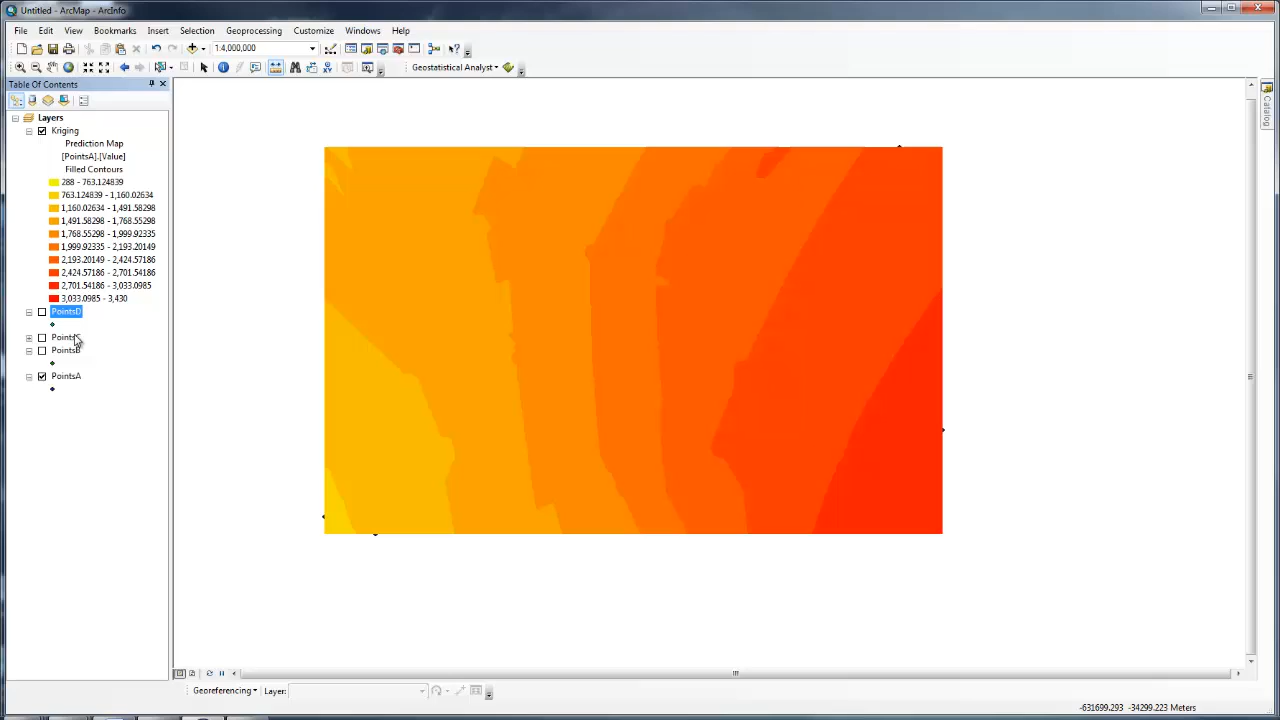 Untitled - ArcMap - ArcInfo
File Edit View Bookmarks Insert Selection Geoprocessing Customize Windows Help
1:4,000,000
Geostatistical Analyst
Table Of Contents
Layers
Kriging
Prediction Map
[PointsA].[Value]
Filled Contours
288 - 763.124839
763.124839 - 1,160.02634
1,160.02634 - 1,491.58298
1,491.58298 - 1,768.55298
1,768.55298 - 1,999.92335
1,999.92335 - 2,193.20149
2,193.20149 - 2,424.57186
2,424.57186 - 2,701.54186
2,701.54186 - 3,033.0985
3,033.0985 - 3,430
PointsD
PointsC
PointsB
PointsA
Catalog
Georeferencing Layer:
-631699.293 -34299.223 Meters